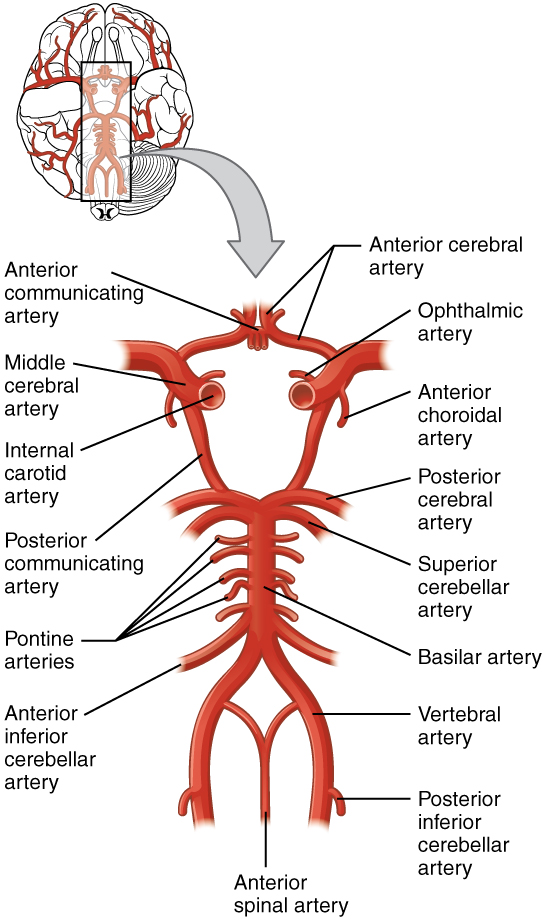 Anterior
communicating
artery
Middle
cerebral
artery
Internal
carotid
artery
Posterior
communicating
artery
Pontine
arteries
Anterior
inferior
cerebellar
artery
Anterior cerebral
artery
Ophthalmic
artery
Anterior
choroidal
artery
Posterior
cerebral
artery
Superior
cerebellar
artery
Basilar artery
Vertebral
artery
Posterior
inferior
cerebellar
artery
Anterior
spinal artery